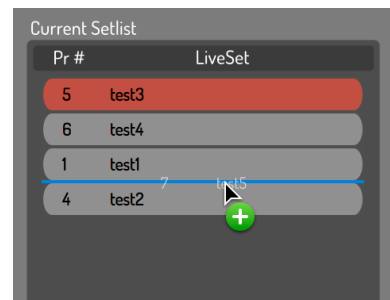 Current Setlist
Pr # LiveSet
5 test3
6 test4
1 test1
7 test5
4 test2